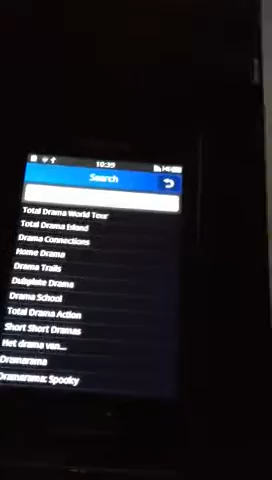 10:39
Search
Total Drama World Tour
Total Drama Island
Drama Connections
Home Drama
Drama Trails
Dubplate Drama
Drama School
Total Drama Action
Short Short Dramas
Het drama van...
Dramarama
Dramarama: Spooky